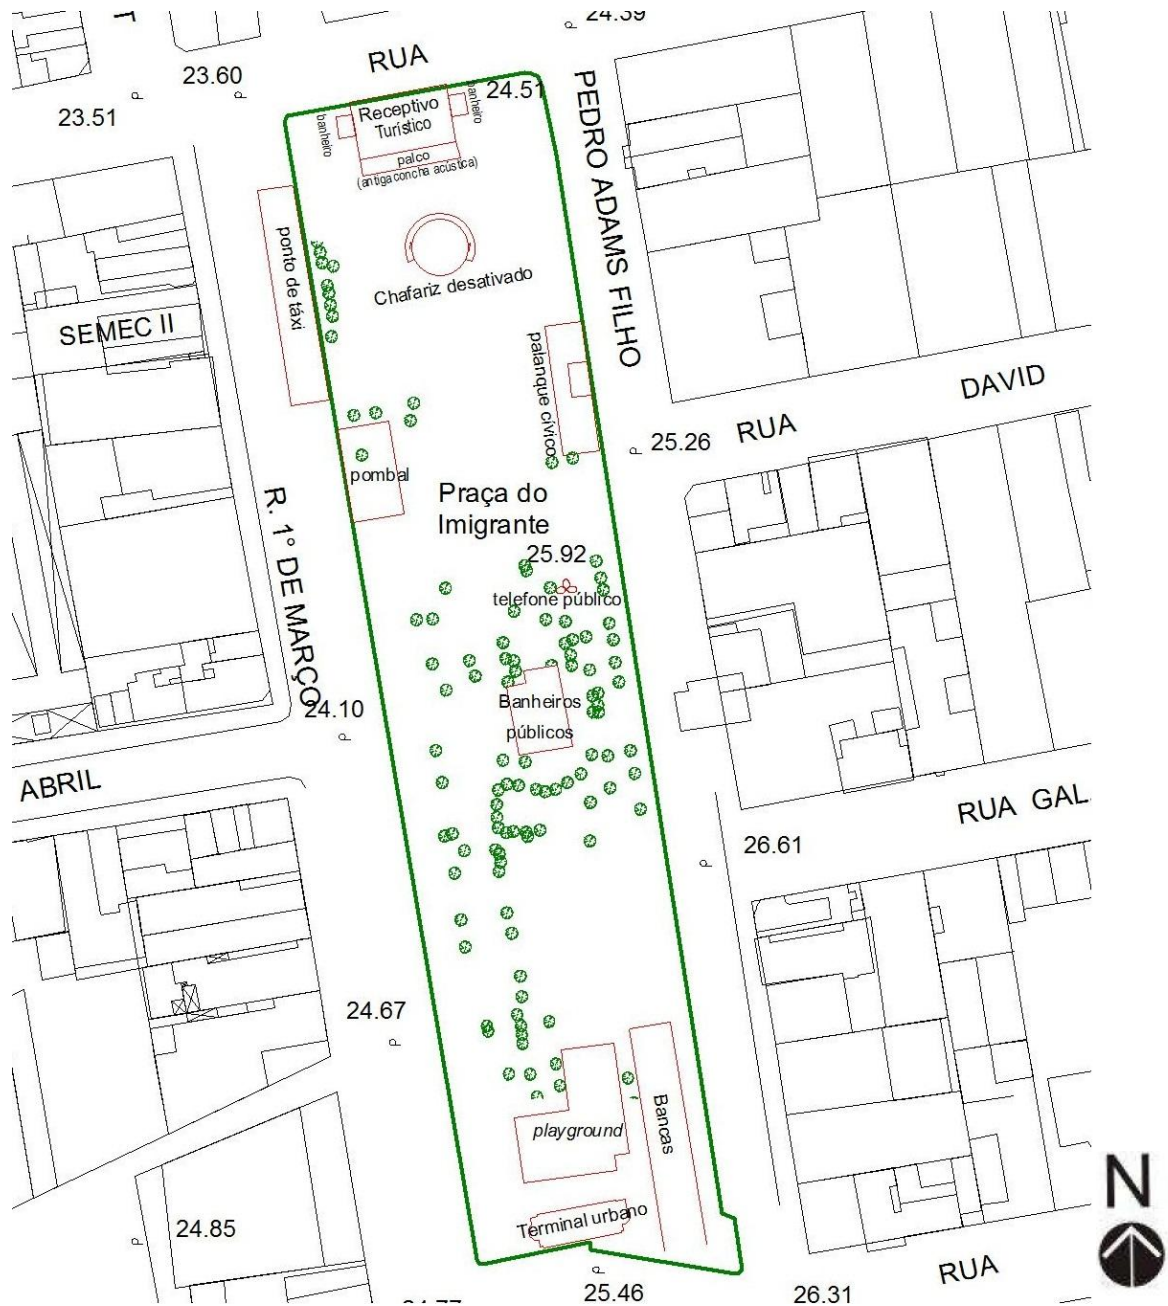 24.39
RUA
23.60
23.51
24.51
banheiro
Receptivo
Turístico
banheiro
palco
(antiga concha acústica)
PEDRO ADAMS FILHO
ponto de táxi
Chafariz desativado
SEMEC II
palanque cívico
DAVID
RUA
25.26
pombal
Praça do
Imigrante
R. 1° DE MARÇO
25.92
telefone público
Banheiros
públicos
24.10
ABRIL
RUA GAL.
26.61
24.67
playground
Bancas
N
Terminal urbano
24.85
RUA
25.46
26.31